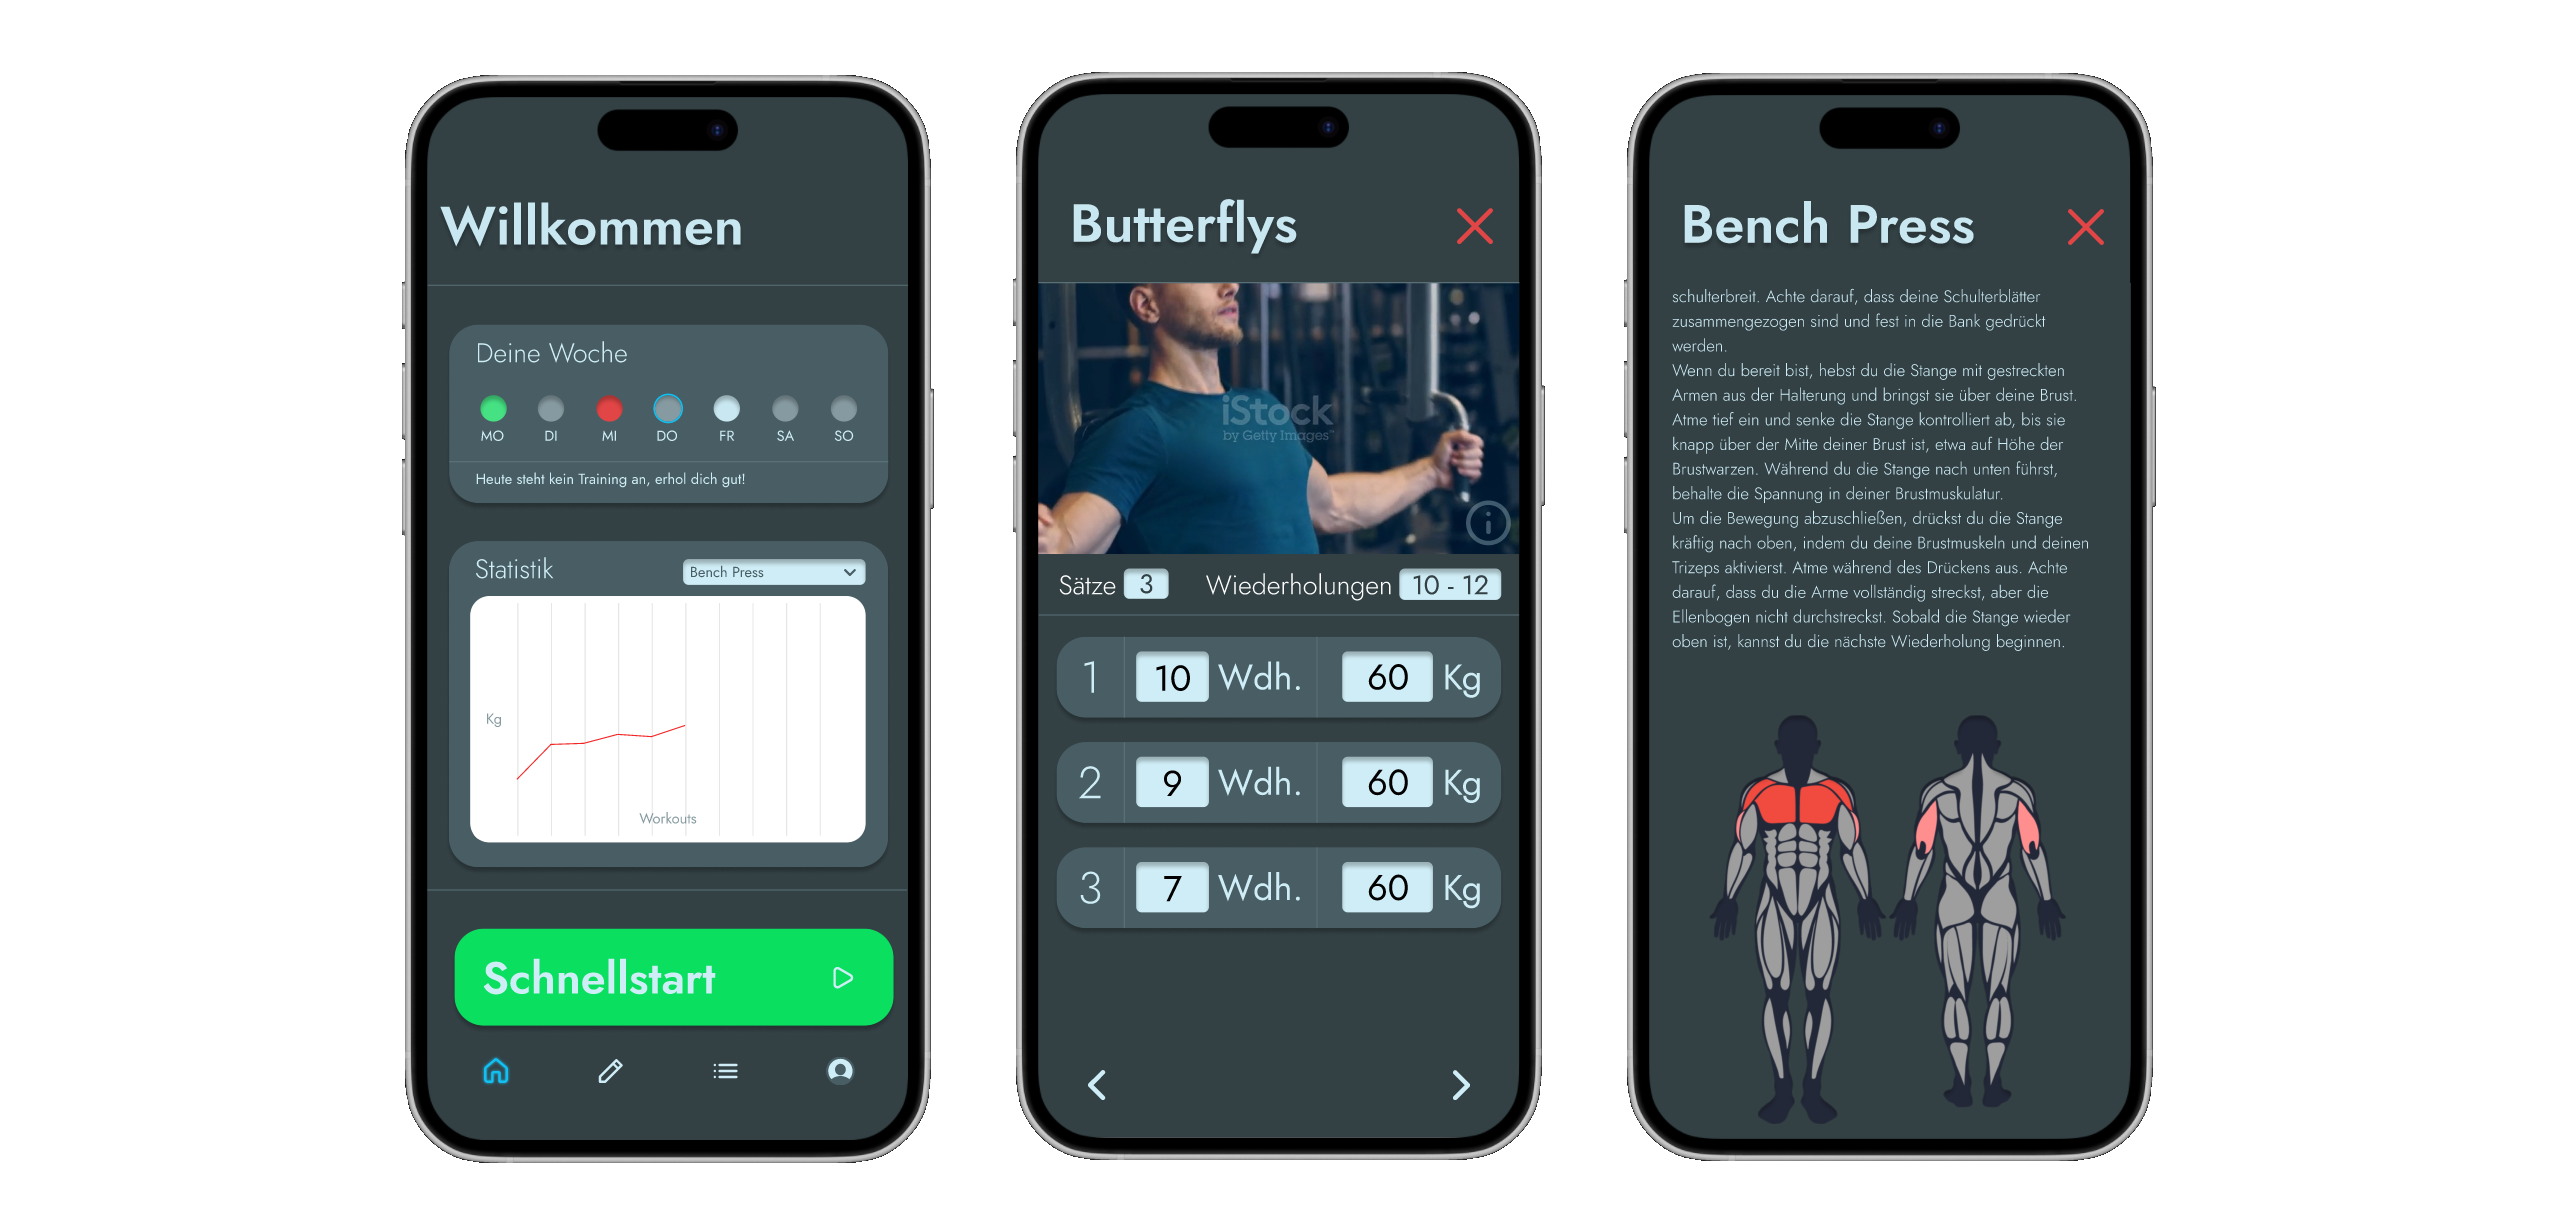 Willkommen
Deine Woche
MO DI MI DO FR SA SO
Heute steht kein Training an, erhol dich gut!
Statistik
Bench Press
Kg
Workouts
Schnellstart
Butterflys
iStock
by Getty Images™
Sätze 3 Wiederholungen 10 - 12
1 10 Wdh. 60 Kg
2 9 Wdh. 60 Kg
3 7 Wdh. 60 Kg
Bench Press
schulterbreit. Achte darauf, dass deine Schulterblätter
zusammengezogen sind und fest in die Bank gedrückt
werden.
Wenn du bereit bist, hebst du die Stange mit gestreckten
Armen aus der Halterung und bringst sie über deine Brust.
Atme tief ein und senke die Stange kontrolliert ab, bis sie
knapp über der Mitte deiner Brust ist, etwa auf Höhe der
Brustwarzen. Während du die Stange nach unten führst,
behalte die Spannung in deiner Brustmuskulatur.
Um die Bewegung abzuschließen, drückst du die Stange
kräftig nach oben, indem du deine Brustmuskeln und deinen
Trizeps aktivierst. Atme während des Drückens aus. Achte
darauf, dass du die Arme vollständig streckst, aber die
Ellenbogen nicht durchstreckst. Sobald die Stange wieder
oben ist, kannst du die nächste Wiederholung beginnen.